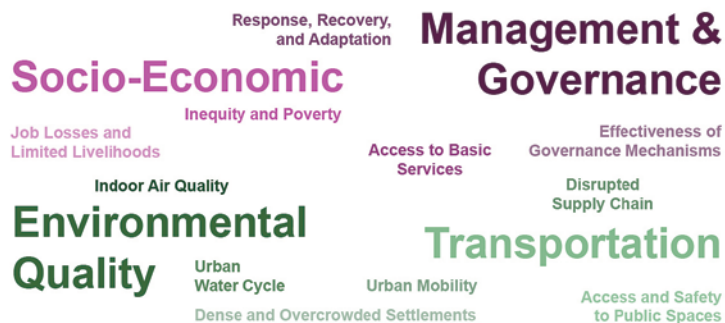 Response, Recovery,
and Adaptation
Management &
Governance
Socio-Economic
Inequity and Poverty
Job Losses and
Limited Livelihoods
Access to Basic
Services
Effectiveness of
Governance Mechanisms
Indoor Air Quality
Disrupted
Supply Chain
Environmental
Quality
Transportation
Urban
Water Cycle
Urban Mobility
Access and Safety
to Public Spaces
Dense and Overcrowded Settlements